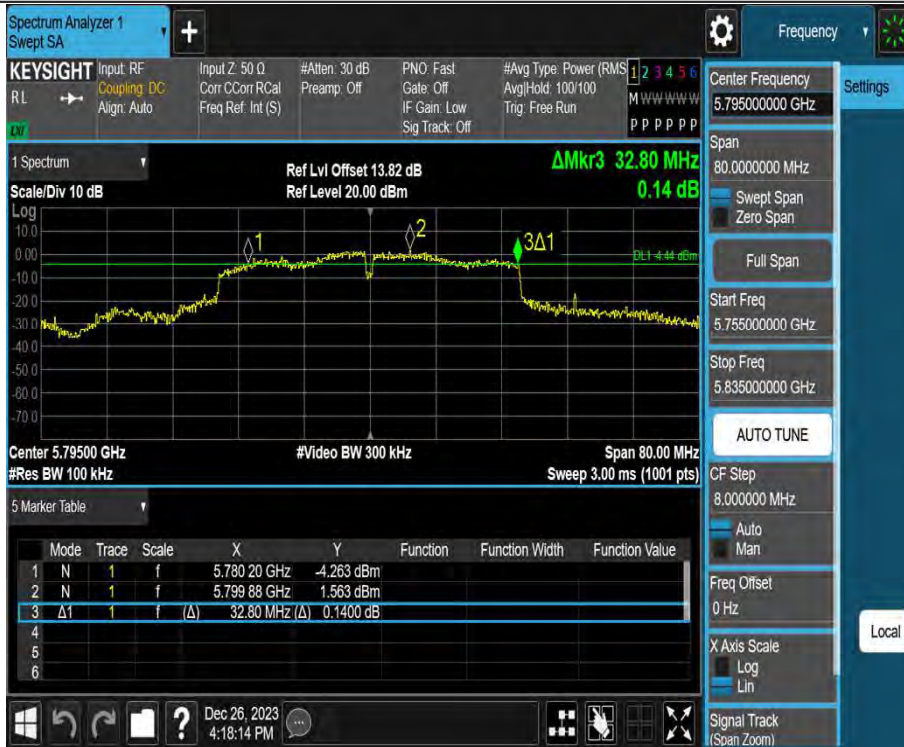 Spectrum Analyzer 1
Swept SA
+
Frequency
KEYSIGHT
RL
LXI
Input: RF
Coupling: DC
Align: Auto
Input Z: 50 Ω
Corr CCorr RCal
Freq Ref: Int (S)
#Atten: 30 dB
Preamp: Off
PNO: Fast
Gate: Off
IF Gain: Low
Sig Track: Off
#Avg Type: Power (RMS
Avg|Hold: 100/100
Trig: Free Run
1 2 3 4 5 6
M W W W W W
P P P P P P
1 Spectrum
Scale/Div 10 dB
Ref Lvl Offset 13.82 dB
Ref Level 20.00 dBm
ΔMkr3 32.80 MHz
0.14 dB
Log
10.0
0.00
-10.0
-20.0
-30.0
-40.0
-50.0
-60.0
-70.0
1
2
3Δ1
DL1 -4.44 dBm
Center 5.79500 GHz
#Video BW 300 kHz
Span 80.00 MHz
#Res BW 100 kHz
Sweep 3.00 ms (1001 pts)
5 Marker Table
Mode Trace Scale X Y Function Function Width Function Value
1 N 1 f 5.780 20 GHz -4.263 dBm
2 N 1 f 5.799 88 GHz 1.563 dBm
3 Δ1 1 f (Δ) 32.80 MHz (Δ) 0.1400 dB
4
5
6
?
Dec 26, 2023
4:18:14 PM
Center Frequency
5.795000000 GHz
Span
80.0000000 MHz
Swept Span
Zero Span
Full Span
Start Freq
5.755000000 GHz
Stop Freq
5.835000000 GHz
AUTO TUNE
CF Step
8.000000 MHz
Auto
Man
Freq Offset
0 Hz
X Axis Scale
Log
Lin
Signal Track
(Span Zoom)
Settings
Local